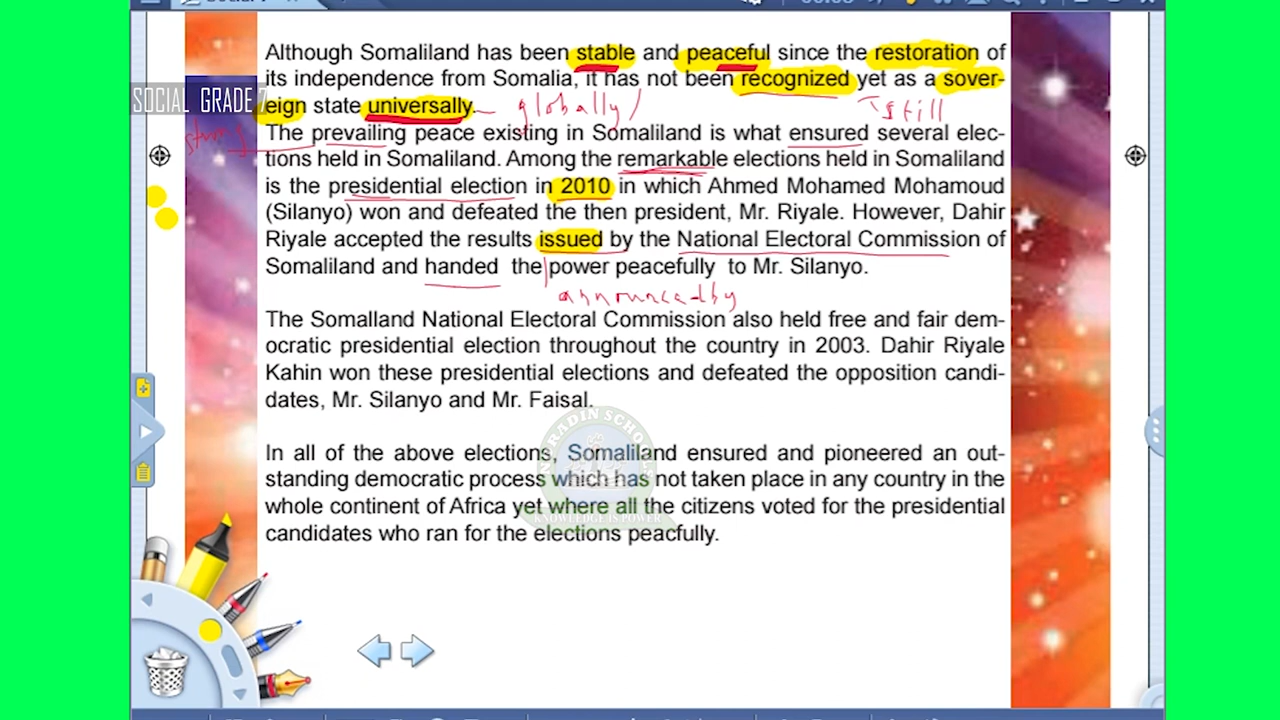 Although Somaliland has been stable and peaceful since the restoration of
its independence from Somalia, it has not been recognized yet as a sover-
SOCIAL GRADE 7
eign state universally. globally
still
strong
The prevailing peace existing in Somaliland is what ensured several elec-
tions held in Somaliland. Among the remarkable elections held in Somaliland
is the presidential election in 2010 in which Ahmed Mohamed Mohamoud
(Silanyo) won and defeated the then president, Mr. Riyale. However, Dahir
Riyale accepted the results issued by the National Electoral Commission of
Somaliland and handed the power peacefully to Mr. Silanyo.
announced by
The Somalland National Electoral Commission also held free and fair dem-
ocratic presidential election throughout the country in 2003. Dahir Riyale
Kahin won these presidential elections and defeated the opposition candi-
dates, Mr. Silanyo and Mr. Faisal.
In all of the above elections, Somaliland ensured and pioneered an out-
standing democratic process which has not taken place in any country in the
whole continent of Africa yet where all the citizens voted for the presidential
KNOWLEDGE IS POWER
candidates who ran for the elections peacfully.